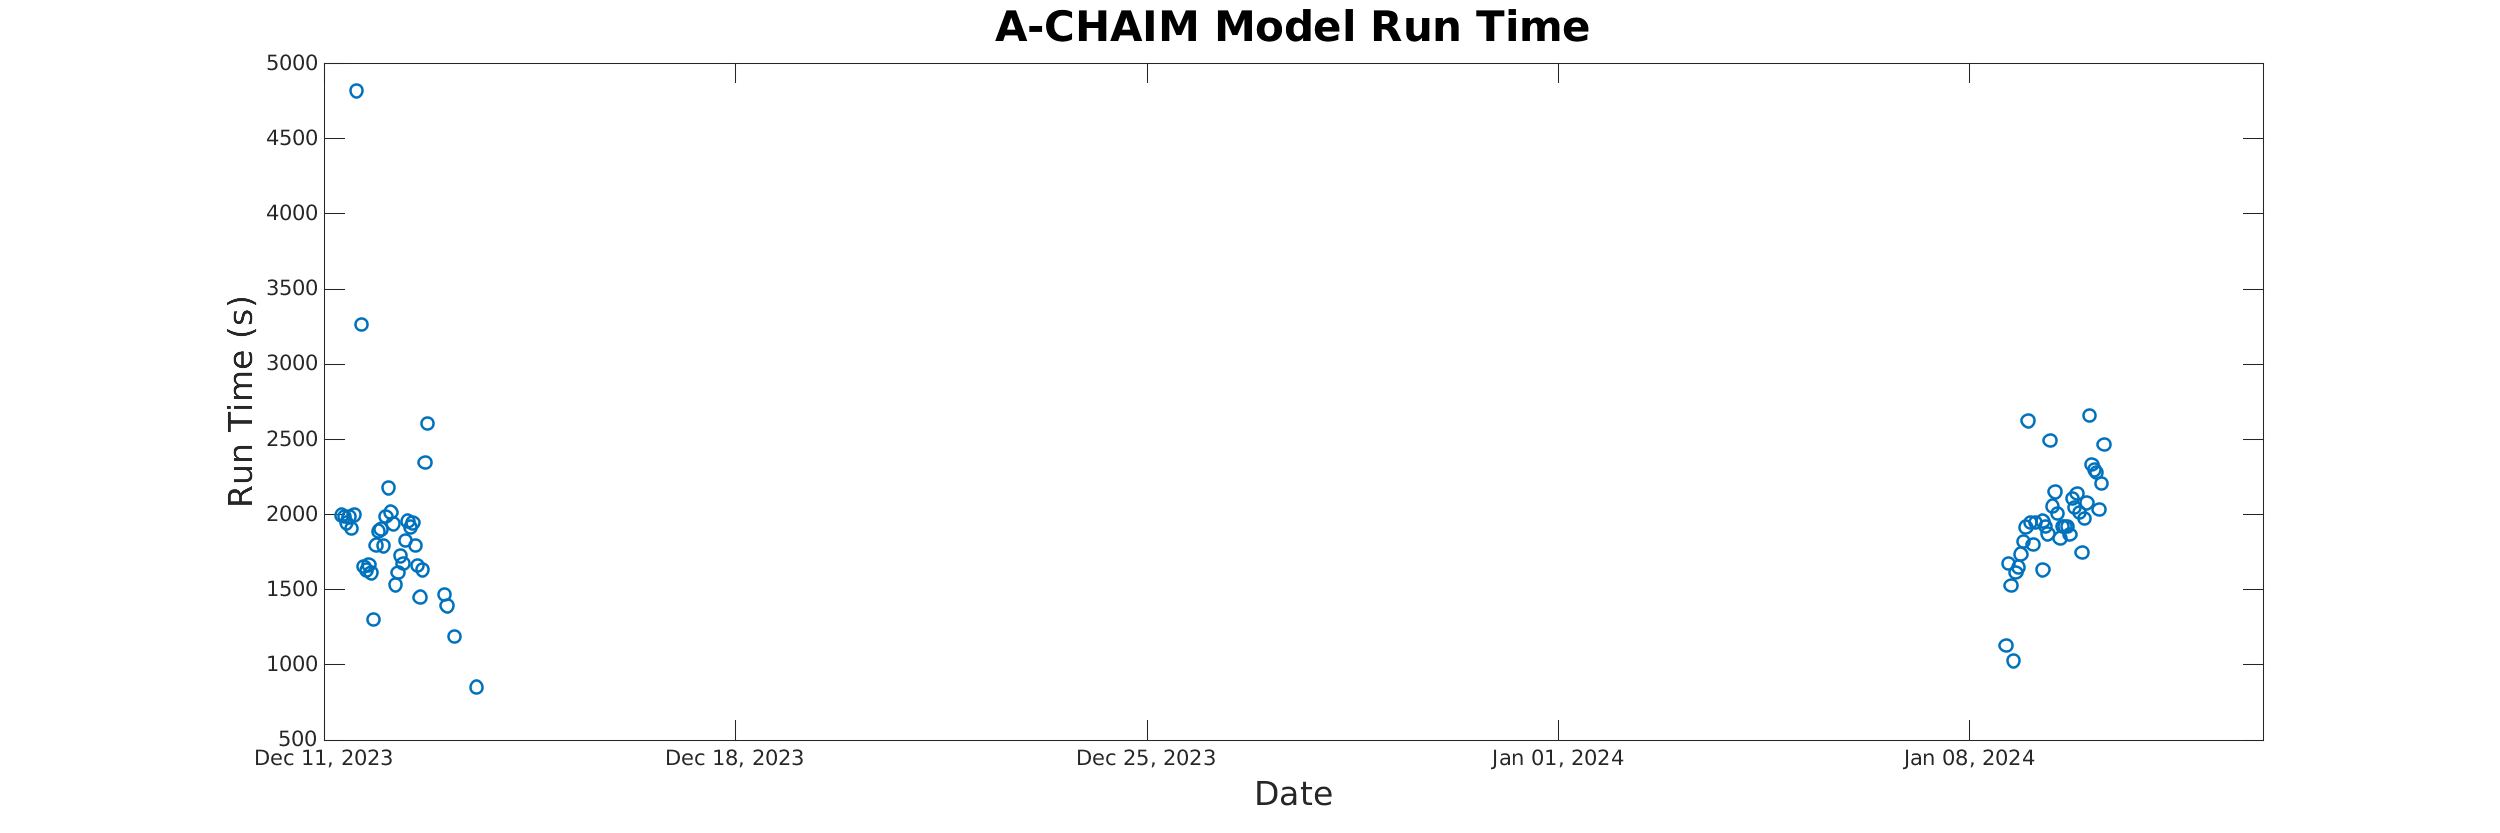 A-CHAIM Model Run Time
5000
4500
4000
3500
3000
2500
2000
1500
1000
500
Run Time (s)
Dec 11, 2023 Dec 18, 2023 Dec 25, 2023 Jan 01, 2024 Jan 08, 2024
Date